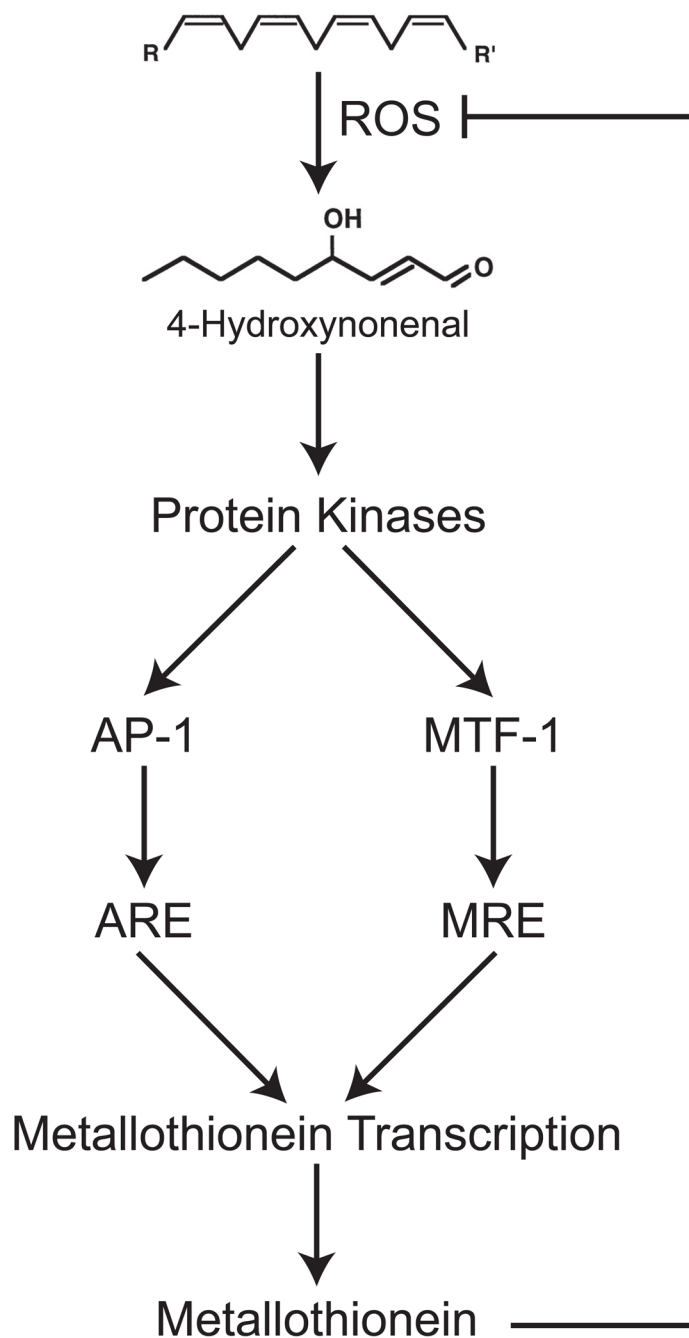 R R'
ROS
OH
O
4-Hydroxynonenal
Protein Kinases
AP-1 MTF-1
ARE MRE
Metallothionein Transcription
Metallothionein